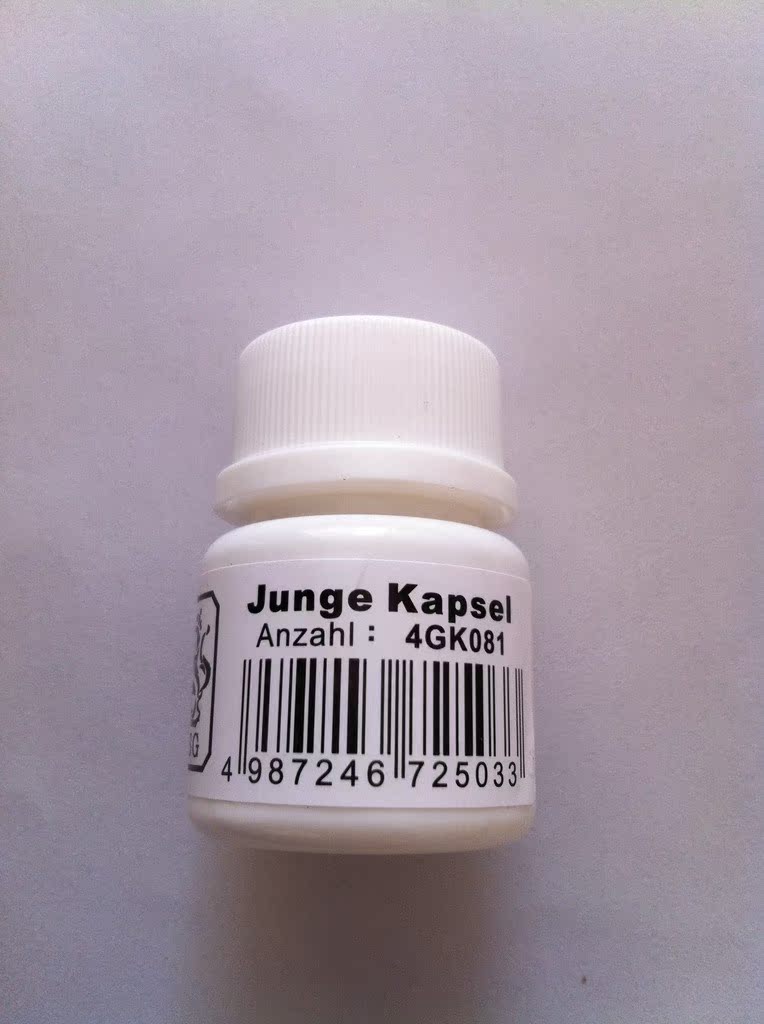 Junge Kapsel
Anzahl : 4GK081
4 987246 725033